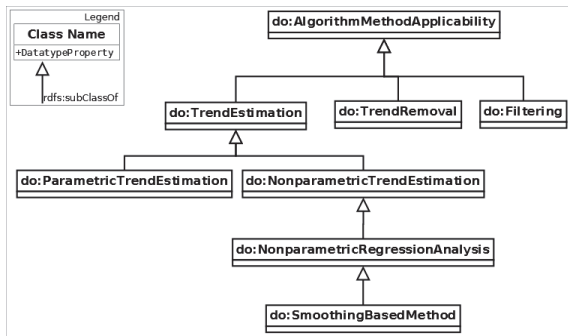 Legend
Class Name
+DatatypeProperty
rdfs:subClassOf
do:AlgorithmMethodApplicability
do:TrendEstimation
do:TrendRemoval
do:Filtering
do:ParametricTrendEstimation
do:NonparametricTrendEstimation
do:NonparametricRegressionAnalysis
do:SmoothingBasedMethod